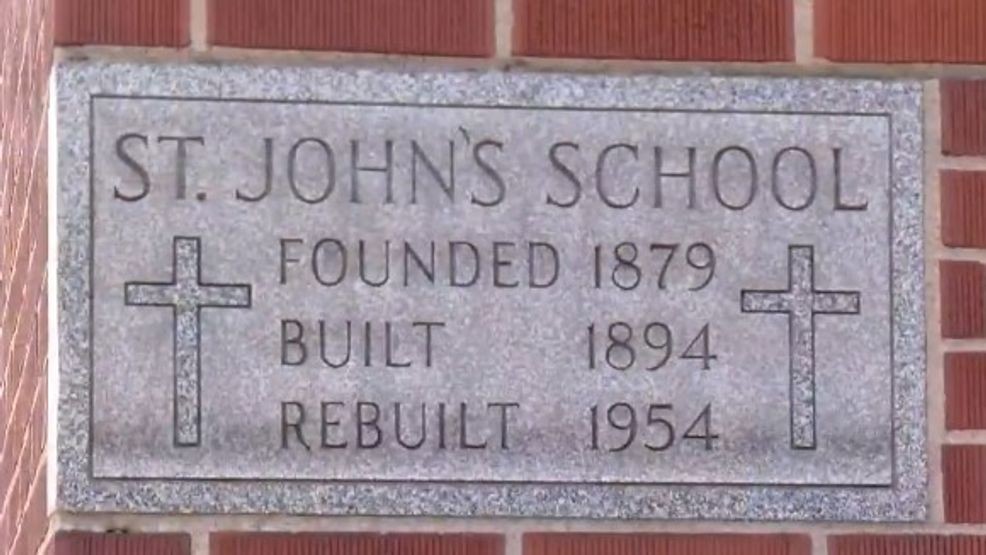 ST. JOHN'S SCHOOL
FOUNDED 1879
BUILT 1894
REBUILT 1954